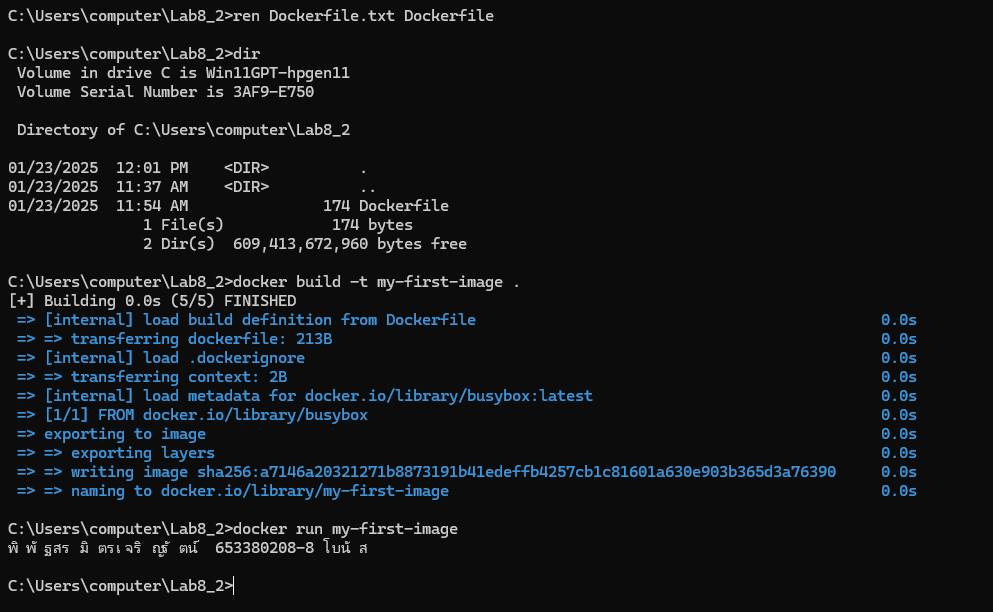 C:\Users\computer\Lab8_2>ren Dockerfile.txt Dockerfile
C:\Users\computer\Lab8_2>dir
Volume in drive C is Win11GPT-hpgen11
Volume Serial Number is 3AF9-E750
Directory of C:\Users\computer\Lab8_2
01/23/2025  12:01 PM    <DIR>          .
01/23/2025  11:37 AM    <DIR>          ..
01/23/2025  11:54 AM               174 Dockerfile
1 File(s)            174 bytes
2 Dir(s)  609,413,672,960 bytes free
C:\Users\computer\Lab8_2>docker build -t my-first-image .
[+] Building 0.0s (5/5) FINISHED
=> [internal] load build definition from Dockerfile 0.0s
=> => transferring dockerfile: 213B 0.0s
=> [internal] load .dockerignore 0.0s
=> => transferring context: 2B 0.0s
=> [internal] load metadata for docker.io/library/busybox:latest 0.0s
=> [1/1] FROM docker.io/library/busybox 0.0s
=> exporting to image 0.0s
=> => exporting layers 0.0s
=> => writing image sha256:a7146a20321271b8873191b41edeffb4257cb1c81601a630e903b365d3a76390 0.0s
=> => naming to docker.io/library/my-first-image 0.0s
C:\Users\computer\Lab8_2>docker run my-first-image
พิพัฐสร มิตรเจริญรัตน์ 653380208-8 โบนัส
C:\Users\computer\Lab8_2>